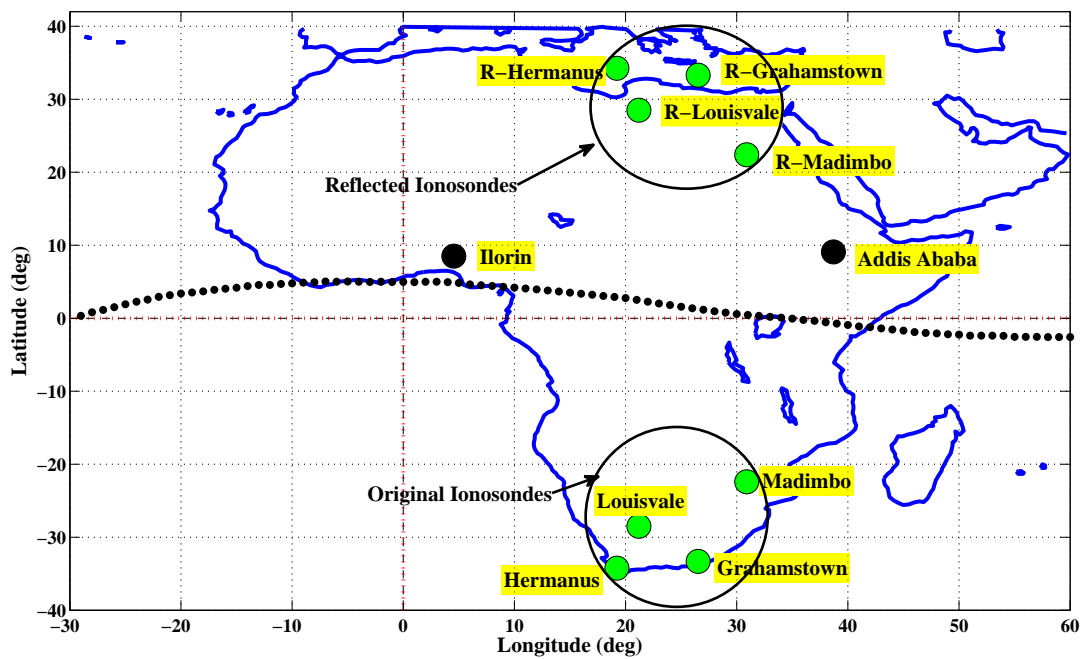 40
30
20
10
0
−10
−20
−30
−40
Latitude (deg)
R−Hermanus
R−Grahamstown
R−Louisvale
R−Madimbo
Reflected Ionosondes
Ilorin
Addis Ababa
Original Ionosondes
Louisvale
Madimbo
Hermanus
Grahamstown
−30
−20
−10
0
10
20
30
40
50
60
Longitude (deg)